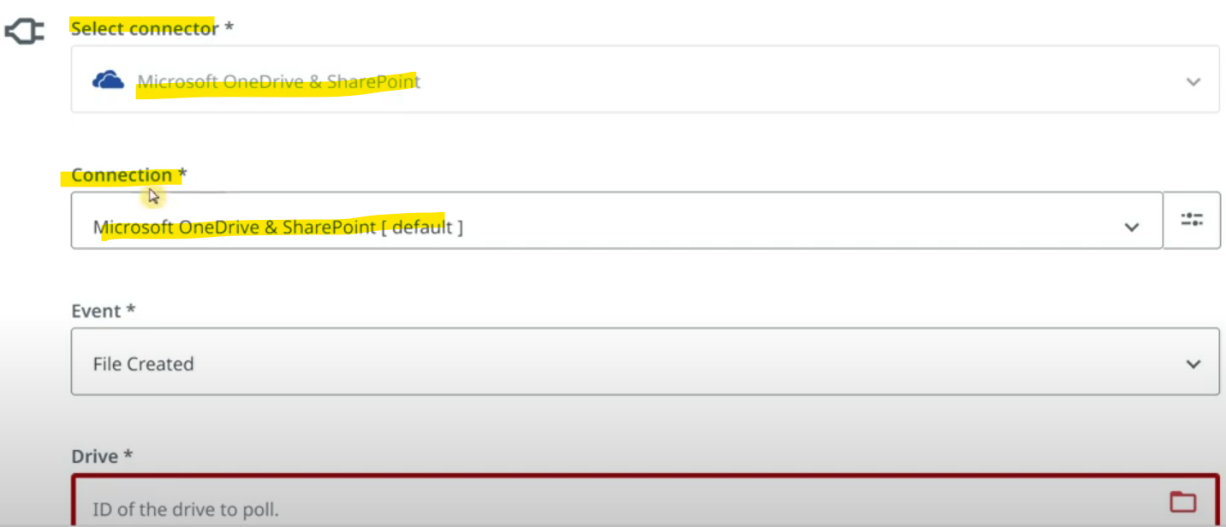 Select connector *
Microsoft OneDrive & SharePoint
Connection *
Microsoft OneDrive & SharePoint [ default ]
Event *
File Created
Drive *
ID of the drive to poll.